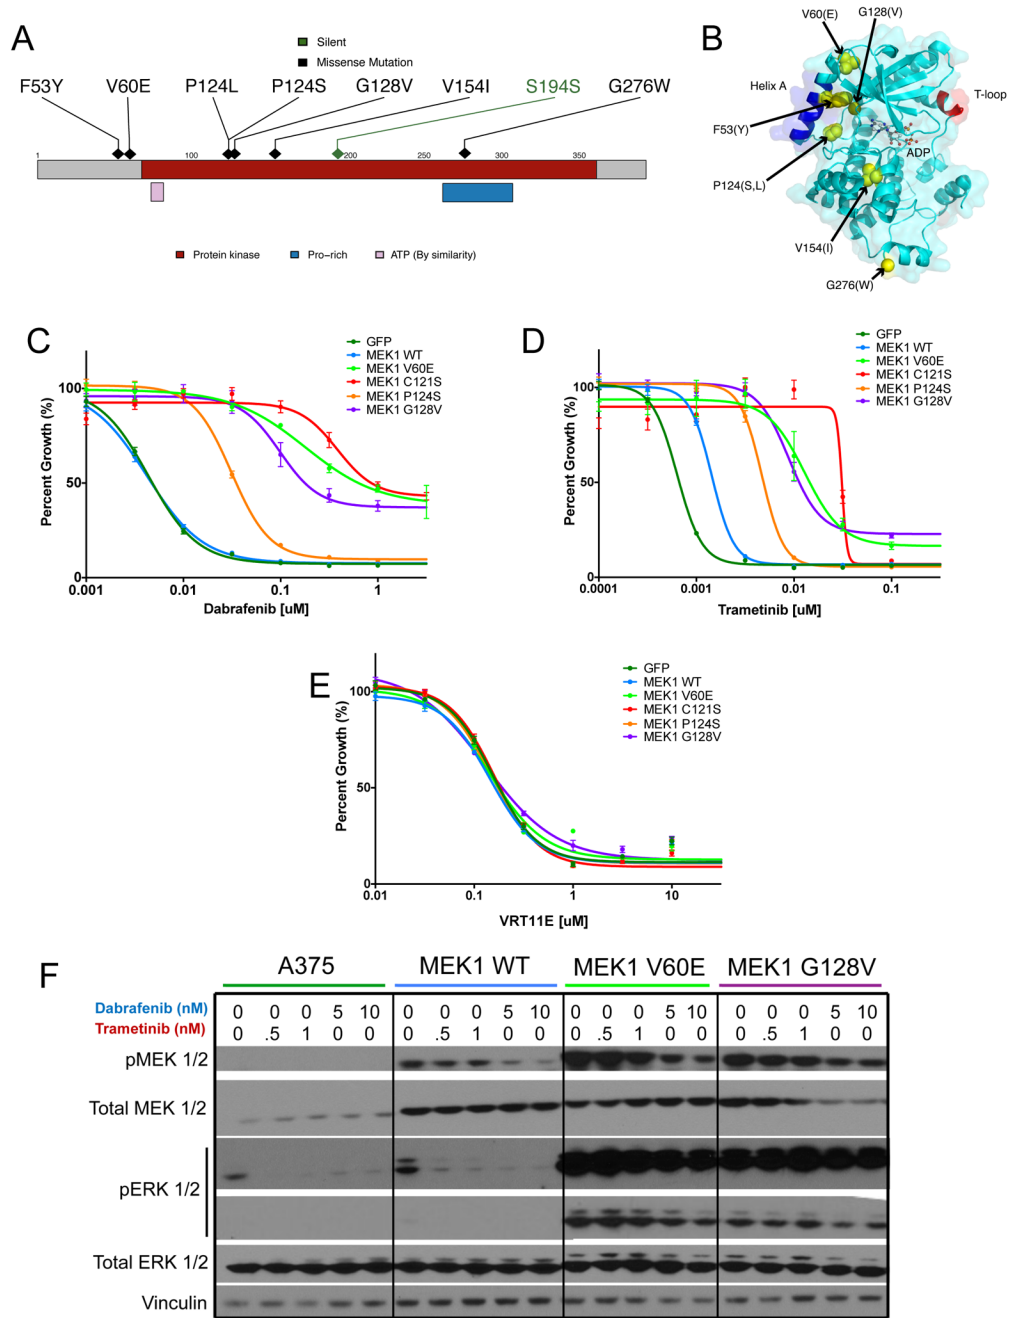 A
Silent
Missense Mutation
F53Y V60E P124L P124S G128V V154I S194S G276W
1 100 200 250 300 350
Protein kinase Pro-rich ATP (By similarity)
B
V60(E) G128(V)
Helix A
T-loop
F53(Y)
ADP
P124(S,L)
V154(I)
G276(W)
C
GFP
MEK1 WT
MEK1 V60E
MEK1 C121S
MEK1 P124S
MEK1 G128V
Percent Growth (%)
100
50
0
0.001 0.01 0.1 1
Dabrafenib [uM]
D
GFP
MEK1 WT
MEK1 V60E
MEK1 C121S
MEK1 P124S
MEK1 G128V
Percent Growth (%)
100
50
0
0.0001 0.001 0.01 0.1
Trametinib [uM]
E
GFP
MEK1 WT
MEK1 V60E
MEK1 C121S
MEK1 P124S
MEK1 G128V
Percent Growth (%)
100
50
0
0.01 0.1 1 10
VRT11E [uM]
F
A375 MEK1 WT MEK1 V60E MEK1 G128V
Dabrafenib (nM) 0 0 0 5 10 0 0 0 5 10 0 0 0 5 10 0 0 0 5 10
Trametinib (nM) 0 .5 1 0 0 0 .5 1 0 0 0 .5 1 0 0 0 .5 1 0 0
pMEK 1/2
Total MEK 1/2
pERK 1/2
Total ERK 1/2
Vinculin